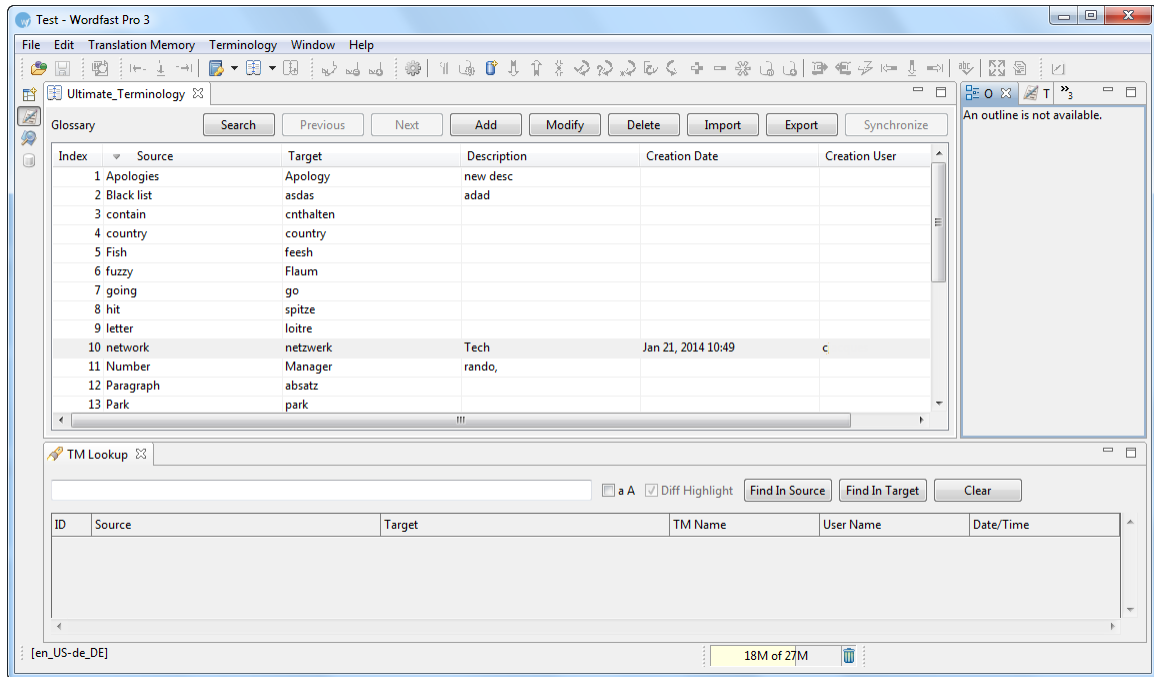 Test - Wordfast Pro 3
File Edit Translation Memory Terminology Window Help
Ultimate_Terminology
O T »3
Glossary Search Previous Next Add Modify Delete Import Export Synchronize
An outline is not available.
Index Source Target Description Creation Date Creation User
1 Apologies Apology new desc
2 Black list asdas adad
3 contain cnthalten
4 country country
5 Fish feesh
6 fuzzy Flaum
7 going go
8 hit spitze
9 letter loitre
10 network netzwerk Tech Jan 21, 2014 10:49 c
11 Number Manager rando,
12 Paragraph absatz
13 Park park
TM Lookup
a A Diff Highlight Find In Source Find In Target Clear
ID Source Target TM Name User Name Date/Time
[en_US-de_DE] 18M of 27M